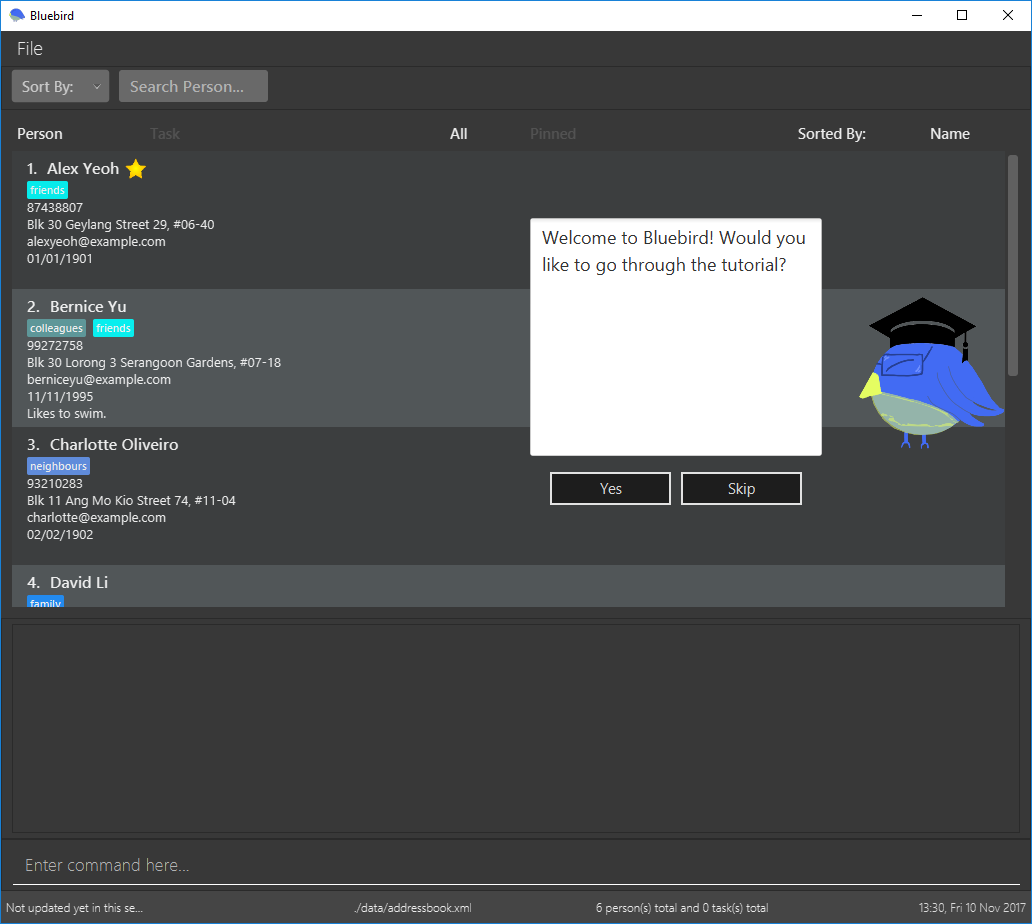 Bluebird
File
Sort By:
Search Person...
Person Task All Pinned Sorted By: Name
1. Alex Yeoh
friends
87438807
Blk 30 Geylang Street 29, #06-40
alexyeoh@example.com
01/01/1901
Welcome to Bluebird! Would you
like to go through the tutorial?
Yes
Skip
2. Bernice Yu
colleagues friends
99272758
Blk 30 Lorong 3 Serangoon Gardens, #07-18
berniceyu@example.com
11/11/1995
Likes to swim.
3. Charlotte Oliveiro
neighbours
93210283
Blk 11 Ang Mo Kio Street 74, #11-04
charlotte@example.com
02/02/1902
4. David Li
family
Enter command here...
Not updated yet in this se...
./data/addressbook.xml
6 person(s) total and 0 task(s) total
13:30, Fri 10 Nov 2017